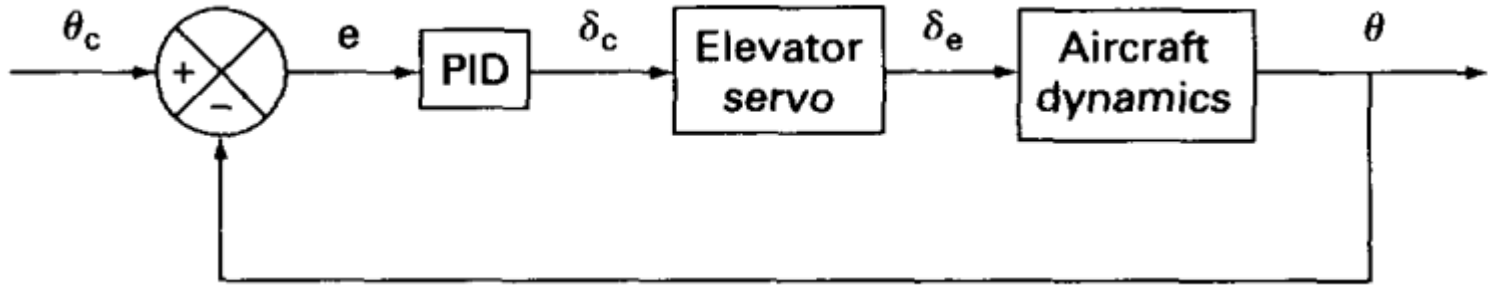 θc
e
δc
δe
θ
+
−
PID
Elevator
servo
Aircraft
dynamics